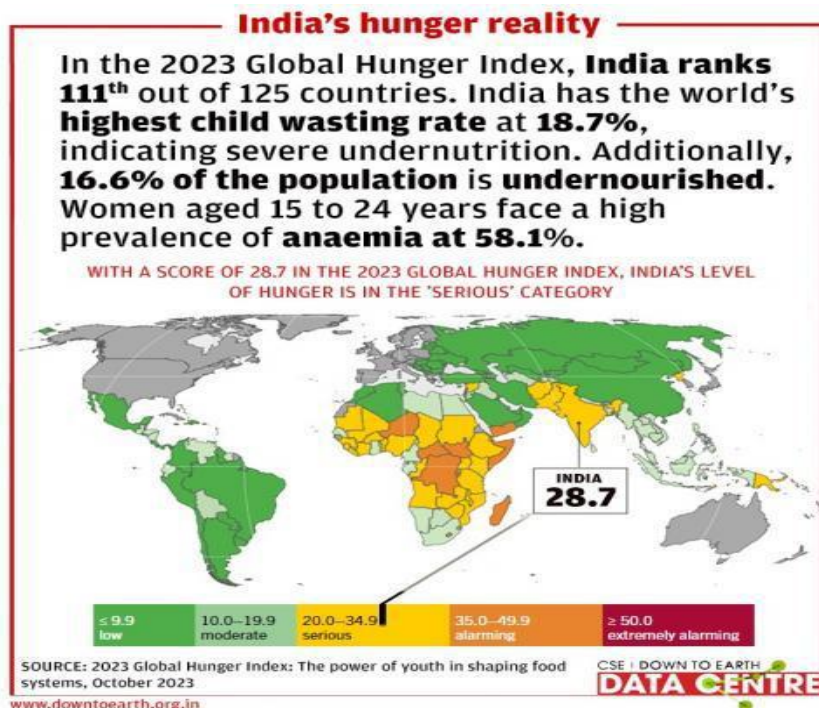 India's hunger reality
In the 2023 Global Hunger Index, India ranks
111th out of 125 countries. India has the world's
highest child wasting rate at 18.7%,
indicating severe undernutrition. Additionally,
16.6% of the population is undernourished.
Women aged 15 to 24 years face a high
prevalence of anaemia at 58.1%.
WITH A SCORE OF 28.7 IN THE 2023 GLOBAL HUNGER INDEX, INDIA'S LEVEL
OF HUNGER IS IN THE 'SERIOUS' CATEGORY
INDIA
28.7
≤ 9.9
low
10.0–19.9
moderate
20.0–34.9
serious
35.0–49.9
alarming
≥ 50.0
extremely alarming
SOURCE: 2023 Global Hunger Index: The power of youth in shaping food
systems, October 2023
CSE | DOWN TO EARTH
DATA CENTRE
www.downtoearth.org.in